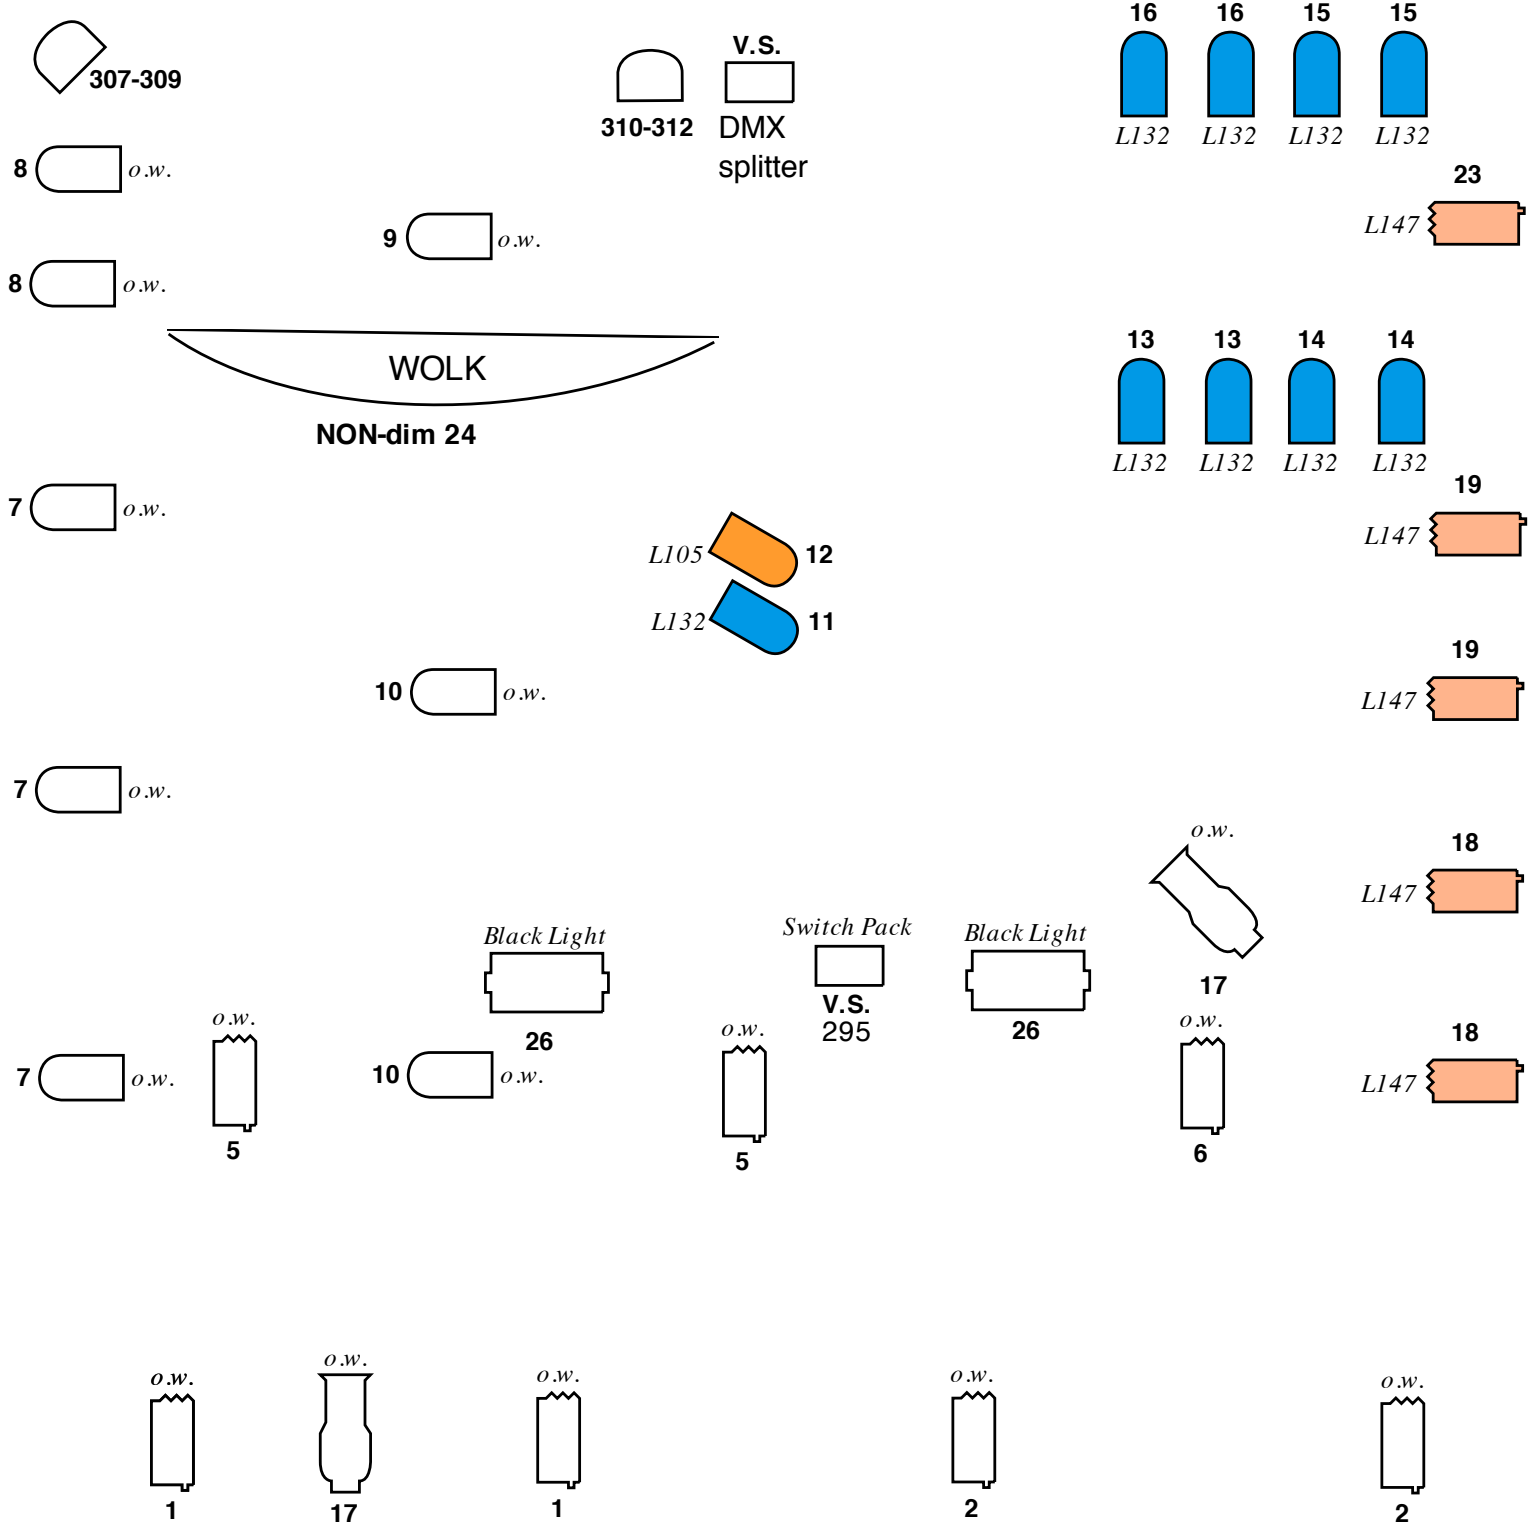 16 16 15 15
V.S.
307-309
310-312 DMX
splitter
L132 L132 L132 L132
8 o.w.
23
L147
9 o.w.
8 o.w.
13 13 14 14
WOLK
NON-dim 24
L132 L132 L132 L132
19
7 o.w.
L147
L105 12
L132 11
19
10 o.w.
L147
7 o.w.
o.w.
18
L147
Black Light Switch Pack Black Light
17
V.S.
295
o.w. o.w. o.w.
26 26
18
7 o.w. 10 o.w. L147
5 5 6
o.w. o.w. o.w. o.w. o.w.
1 17 1 2 2